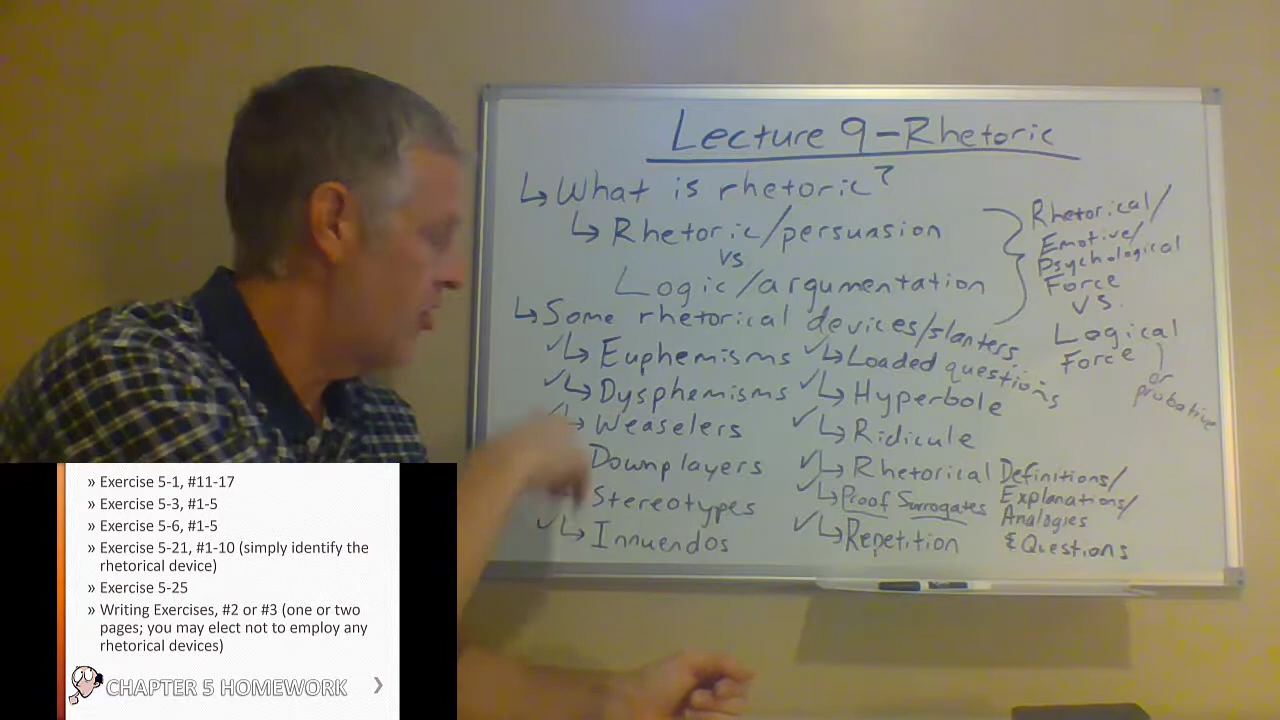 Lecture 9-Rhetoric
↳ What is rhetoric?
↳ Rhetoric/persuasion
vs
Logic/argumentation
Rhetorical/
Emotive/
Psychological
Force
vs.
Logical
Force
or
probative
↳ Some rhetorical devices/slanters
✓↳ Euphemisms
✓↳ Dysphemisms
✓↳ Weaselers
Downplayers
Stereotypes
✓↳ Innuendos
✓↳ Loaded questions
✓↳ Hyperbole
✓↳ Ridicule
✓↳ Rhetorical Definitions/
Explanations/
Analogies
& Questions
✓↳ Proof Surrogates
✓↳ Repetition
» Exercise 5-1, #11-17
» Exercise 5-3, #1-5
» Exercise 5-6, #1-5
» Exercise 5-21, #1-10 (simply identify the
rhetorical device)
» Exercise 5-25
» Writing Exercises, #2 or #3 (one or two
pages; you may elect not to employ any
rhetorical devices)
CHAPTER 5 HOMEWORK